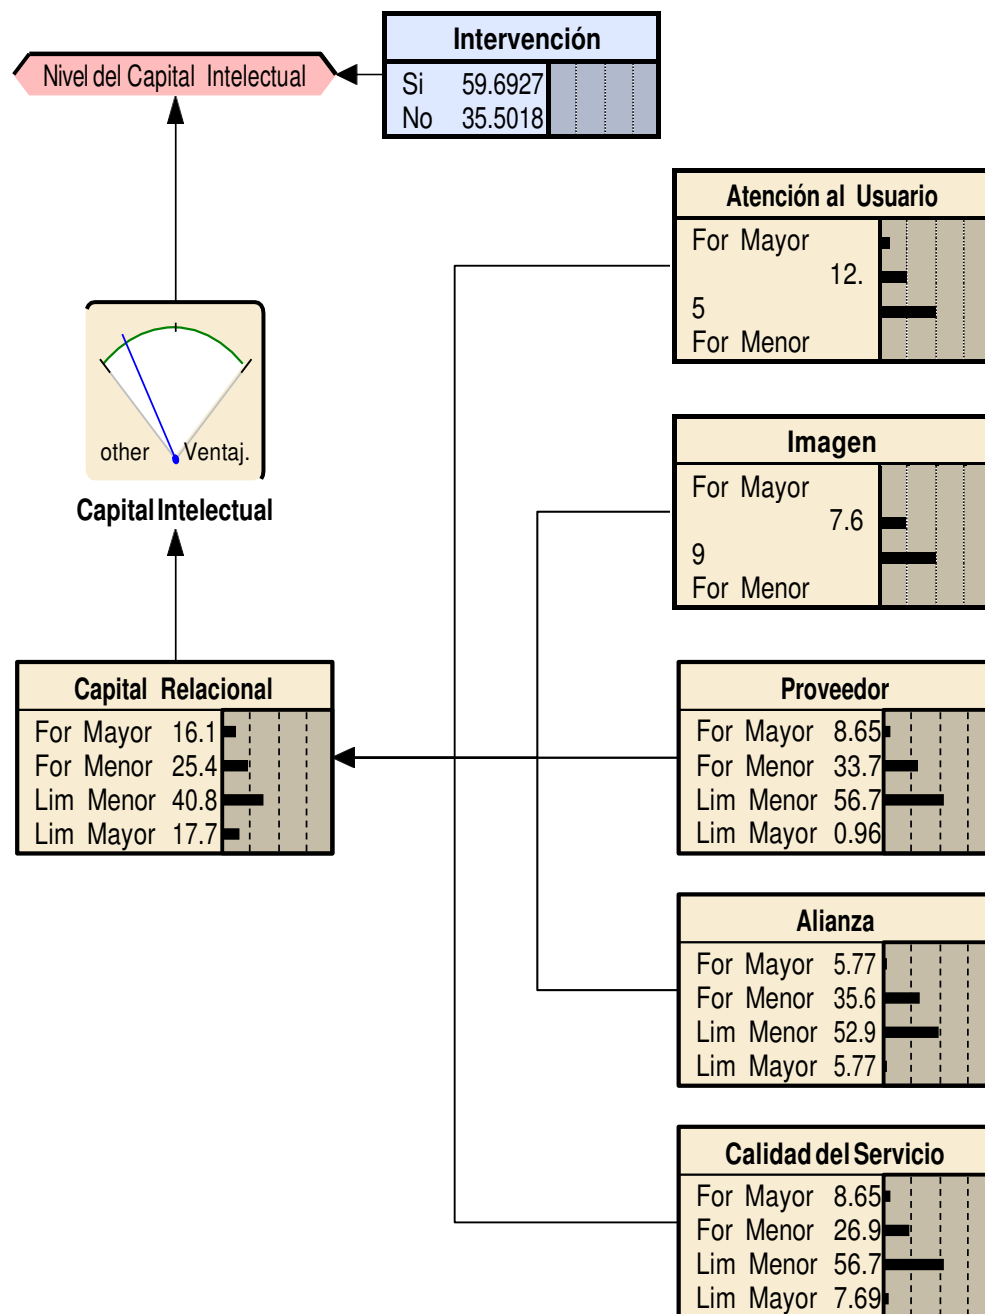 Intervención
Nivel del Capital Intelectual
Si 59.6927
No 35.5018
Atención al Usuario
For Mayor
12.
5
For Menor
other Ventaj.
Capital Intelectual
Imagen
For Mayor
7.6
9
For Menor
Capital Relacional
For Mayor 16.1
For Menor 25.4
Lim Menor 40.8
Lim Mayor 17.7
Proveedor
For Mayor 8.65
For Menor 33.7
Lim Menor 56.7
Lim Mayor 0.96
Alianza
For Mayor 5.77
For Menor 35.6
Lim Menor 52.9
Lim Mayor 5.77
Calidad del Servicio
For Mayor 8.65
For Menor 26.9
Lim Menor 56.7
Lim Mayor 7.69